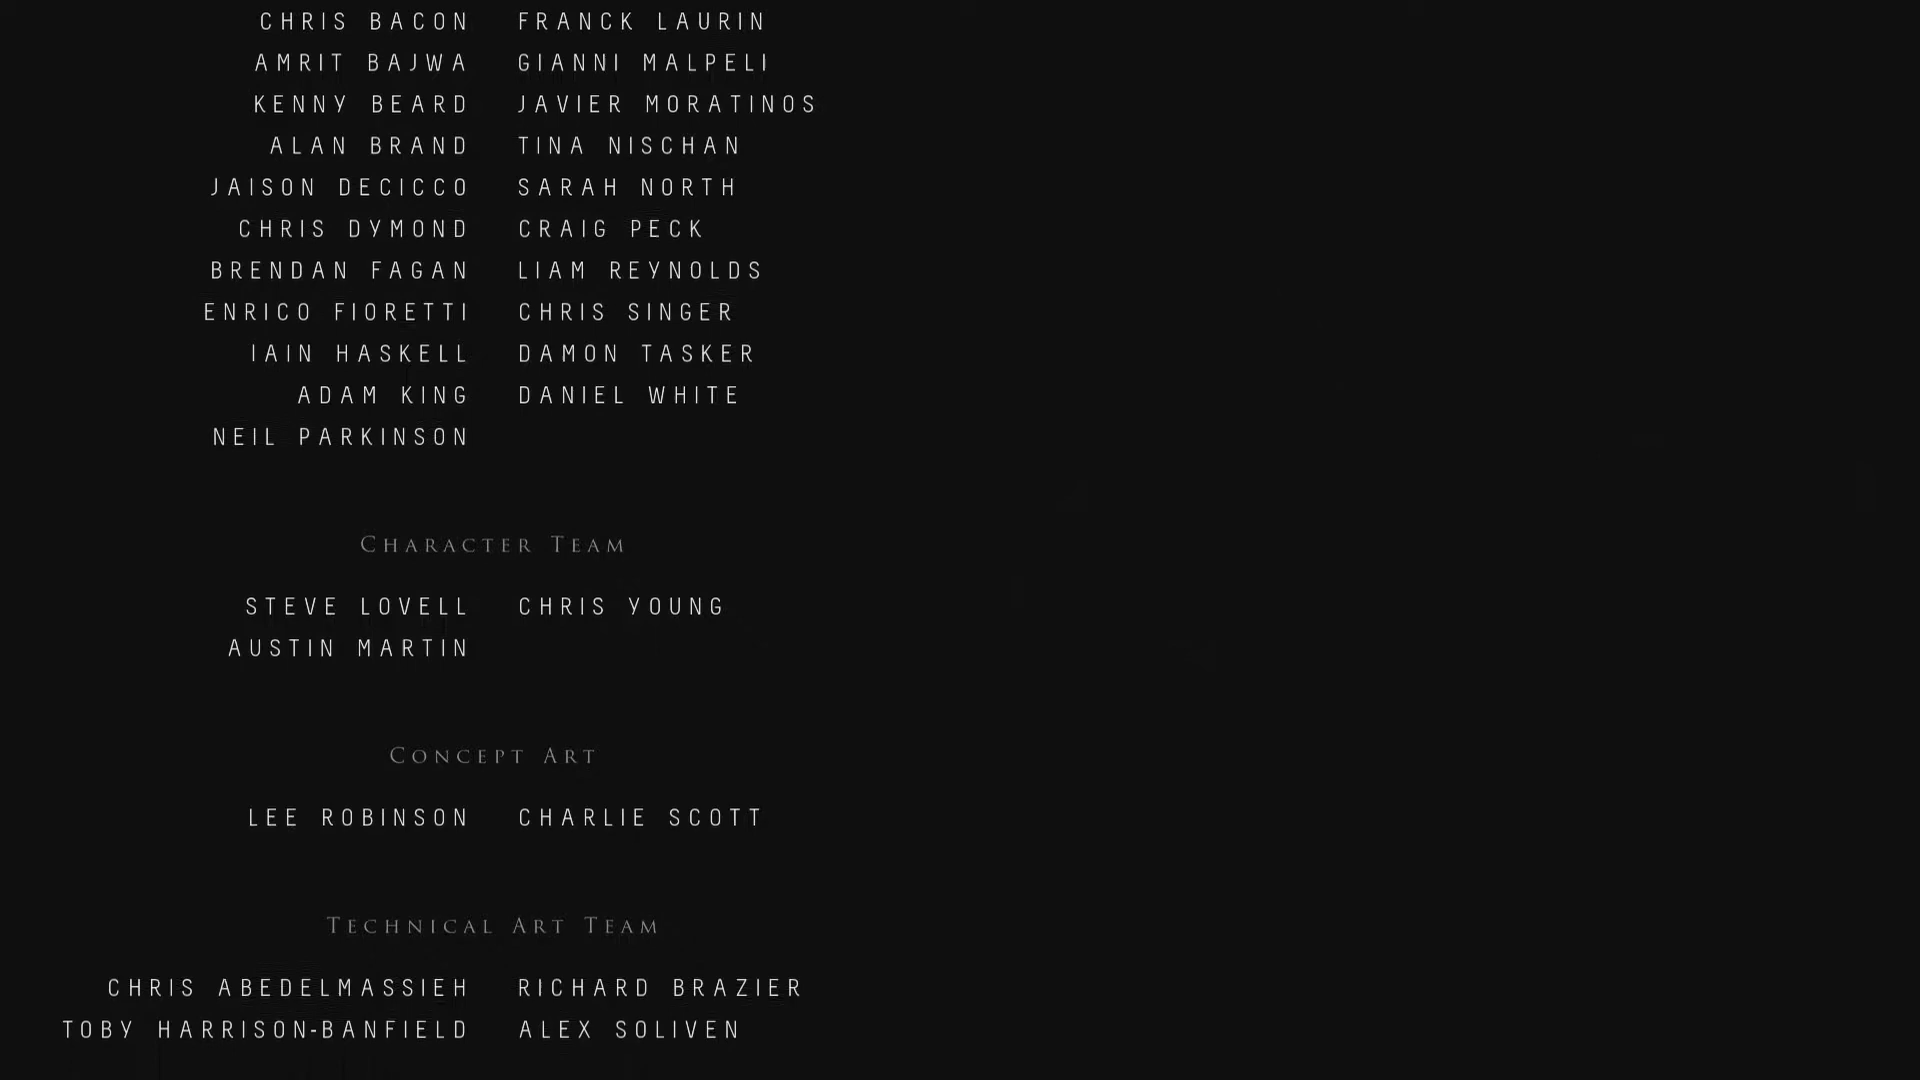 CHRIS BACON FRANCK LAURIN
AMRIT BAJWA GIANNI MALPELI
KENNY BEARD JAVIER MORATINOS
ALAN BRAND TINA NISCHAN
JAISON DECICCO SARAH NORTH
CHRIS DYMOND CRAIG PECK
BRENDAN FAGAN LIAM REYNOLDS
ENRICO FIORETTI CHRIS SINGER
IAIN HASKELL DAMON TASKER
ADAM KING DANIEL WHITE
NEIL PARKINSON
CHARACTER TEAM
STEVE LOVELL CHRIS YOUNG
AUSTIN MARTIN
CONCEPT ART
LEE ROBINSON CHARLIE SCOTT
TECHNICAL ART TEAM
CHRIS ABEDELMASSIEH RICHARD BRAZIER
TOBY HARRISON-BANFIELD ALEX SOLIVEN